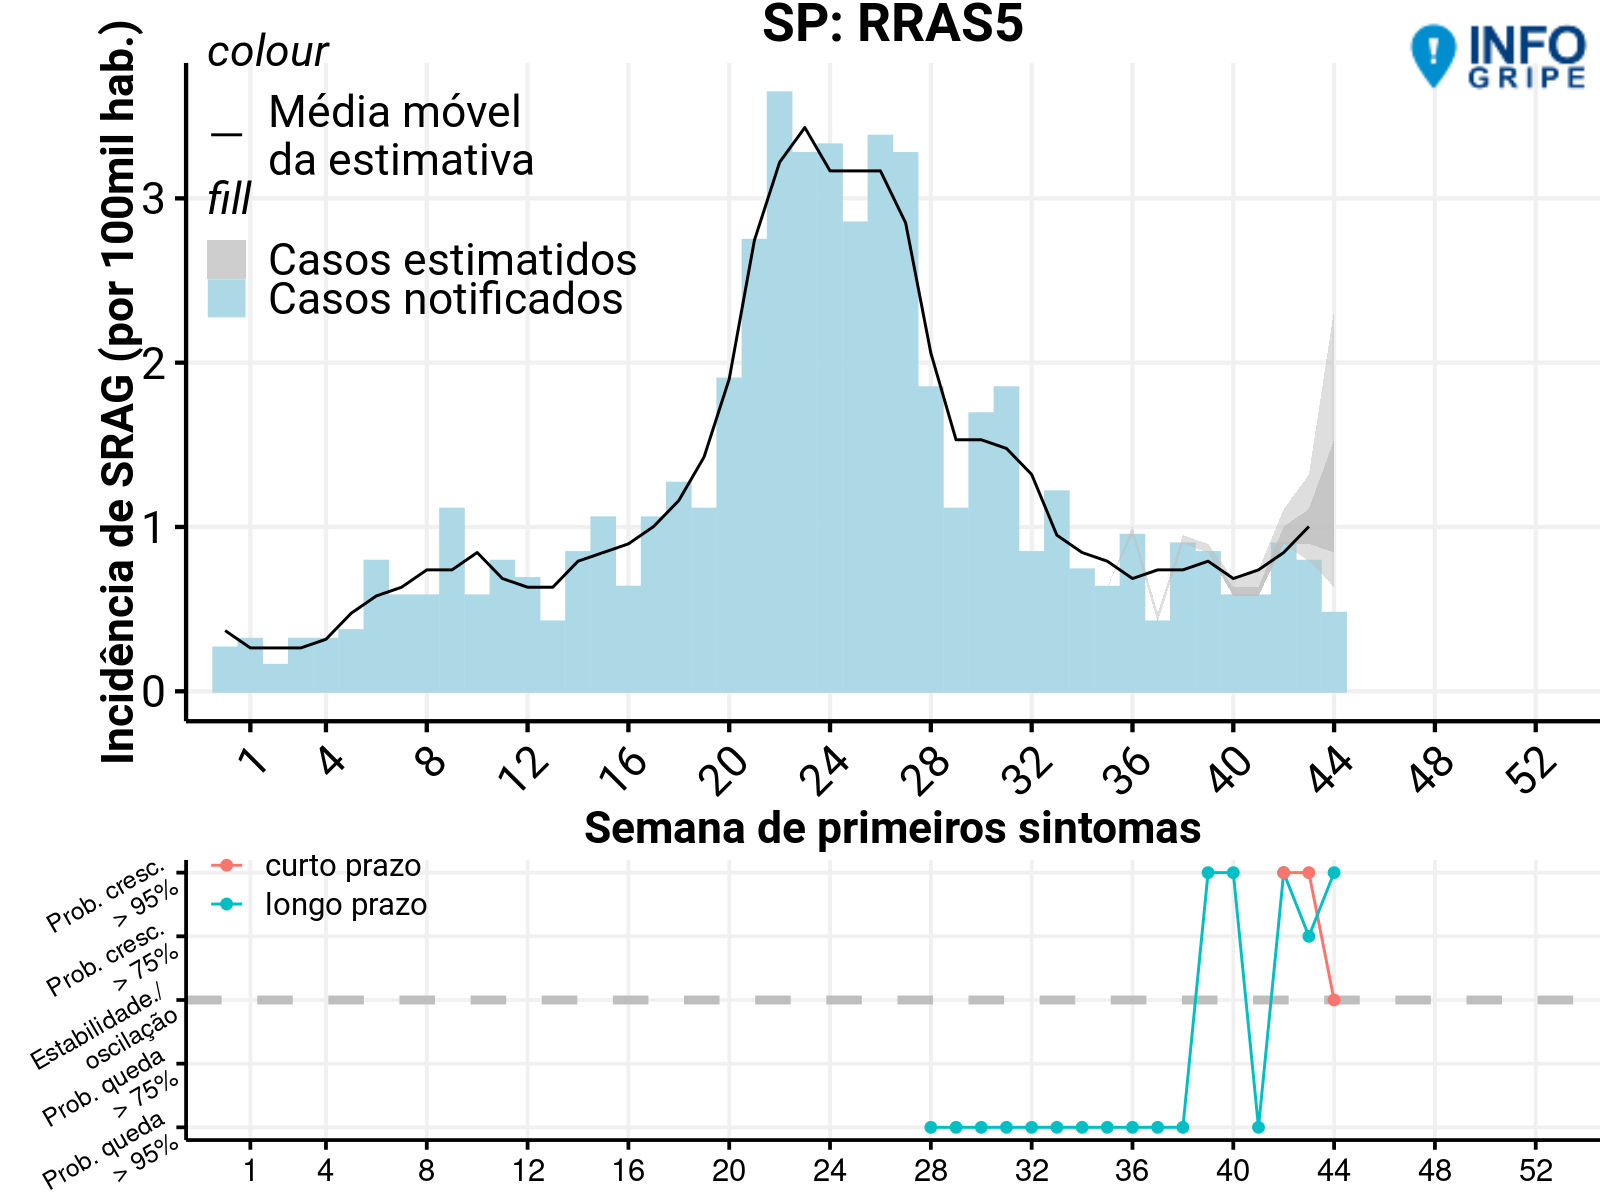 SP: RRAS5
INFO
GRIPE
colour
Média móvel
da estimativa
fill
Casos estimatidos
Casos notificados
Incidência de SRAG (por 100mil hab.)
3
2
1
0
1 4 8 12 16 20 24 28 32 36 40 44 48 52
Semana de primeiros sintomas
curto prazo
longo prazo
Prob. cresc.
> 95%
Prob. cresc.
> 75%
Estabilidade./
oscilação
Prob. queda
> 75%
Prob. queda
> 95%
1 4 8 12 16 20 24 28 32 36 40 44 48 52